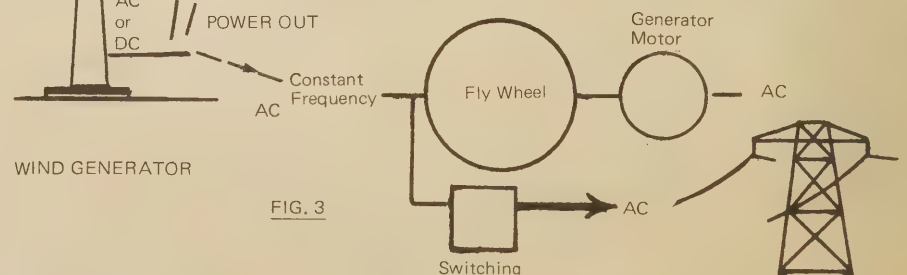 AC
or
DC
POWER OUT
Constant
AC Frequency
Fly Wheel
Generator
Motor
AC
WIND GENERATOR
FIG. 3
AC
Switching